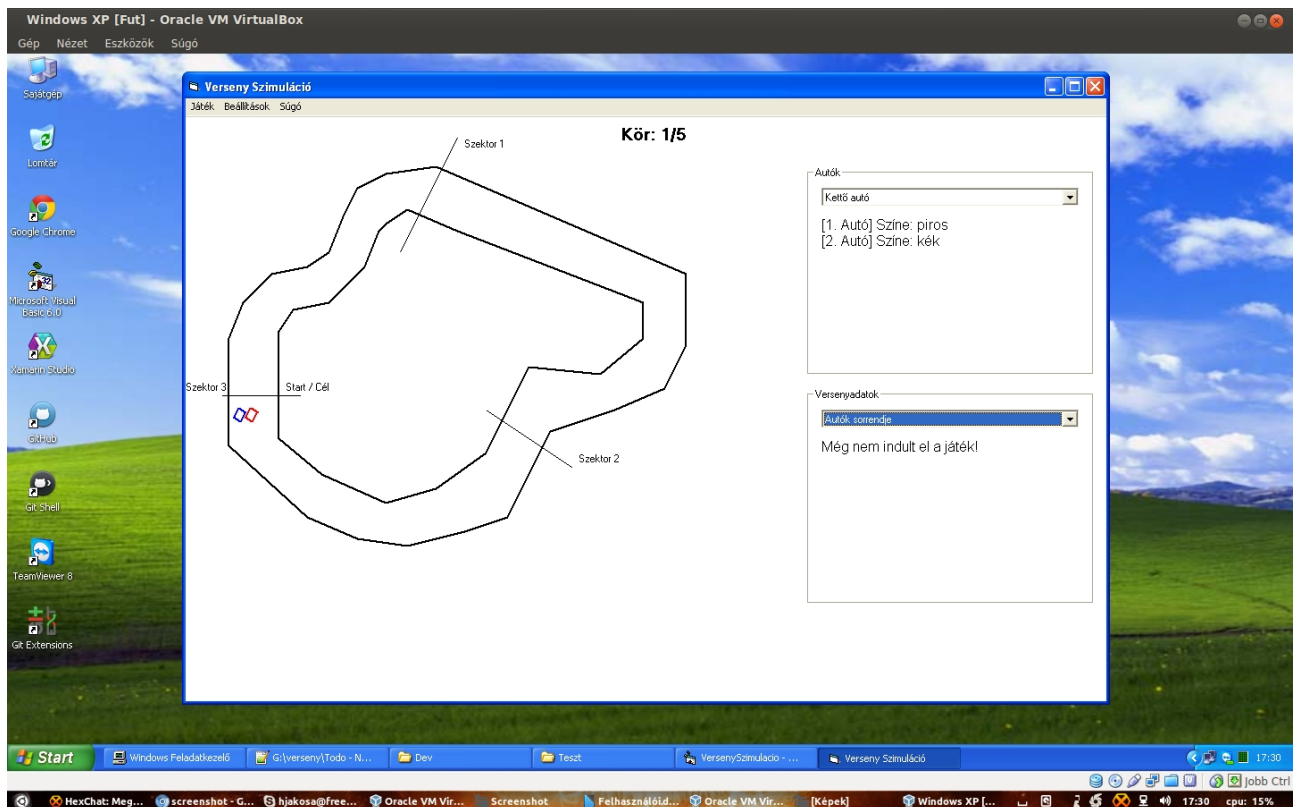 Windows XP [Fut] - Oracle VM VirtualBox
Gép Nézet Eszközök Súgó
Sajátgép
Lomtár
Google Chrome
Microsoft Visual
Basic 6.0
Xamarin Studio
GitHub
Git Shell
TeamViewer 8
Git Extensions
Verseny Szimuláció
Játék Beállítások Súgó
Kör: 1/5
Szektor 1
Szektor 3
Start / Cél
Szektor 2
Autók
Kettő autó
[1. Autó] Színe: piros
[2. Autó] Színe: kék
Versenyadatok
Autók sorrendje
Még nem indult el a játék!
Start
Windows Feladatkezelő
G:\verseny\Todo - N...
Dev
Teszt
VersenySzimulacio - ...
Verseny Szimuláció
17:30
Jobb Ctrl
HexChat: Meg...
screenshot - G...
hjakosa@free...
Oracle VM Vir...
Screenshot
Felhasználói.d...
Oracle VM Vir...
[Képek]
Windows XP [...
17:30
cpu: 15%